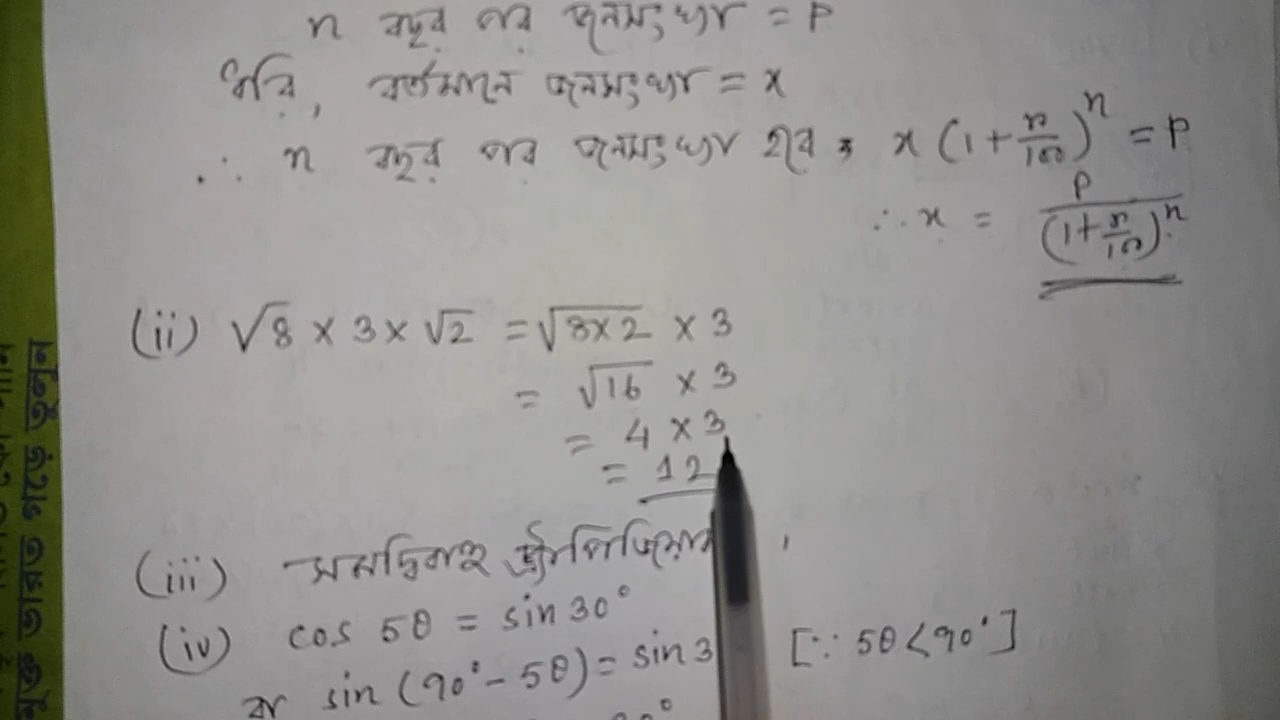 n বছর পর জনসংখ্যা = P
ধরি, বর্তমানে জনসংখ্যা = x
∴ n বছর পর জনসংখ্যা হবে, x (1 + r/100)^n = P
∴ x = P/(1 + r/100)^n
(ii) √8 × 3 × √2 = √8×2 × 3
= √16 × 3
= 4 × 3
= 12
(iii) সমদ্বিবাহু ট্রাপিজিয়াম,
(iv) cos 5θ = sin 30°
বা sin (90° - 5θ) = sin 3 [∵ 5θ < 90°]